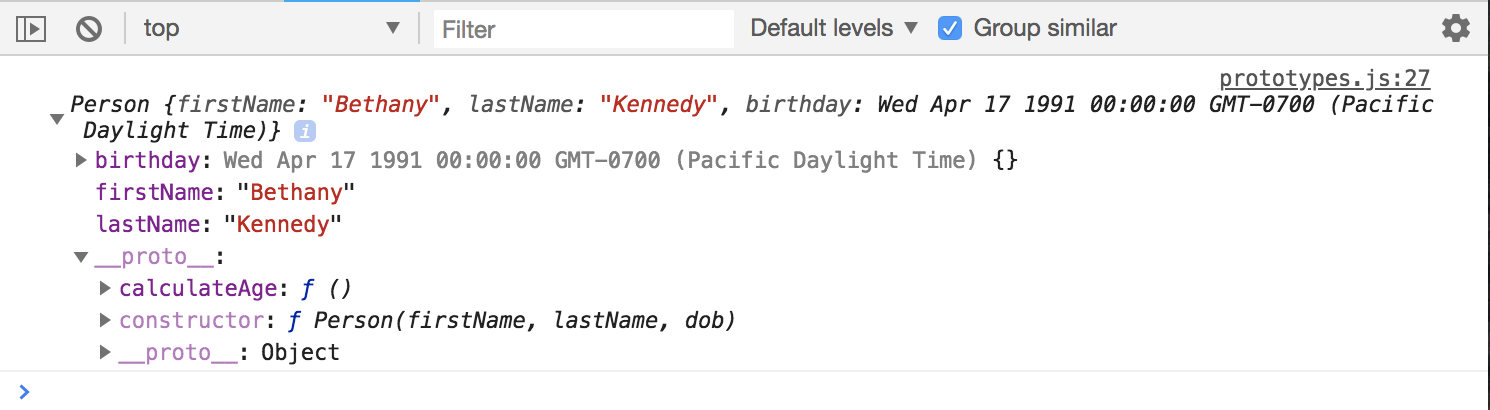 top Filter Default levels Group similar
prototypes.js:27
Person {firstName: "Bethany", lastName: "Kennedy", birthday: Wed Apr 17 1991 00:00:00 GMT-0700 (Pacific
Daylight Time)} i
birthday: Wed Apr 17 1991 00:00:00 GMT-0700 (Pacific Daylight Time) {}
firstName: "Bethany"
lastName: "Kennedy"
__proto__:
calculateAge: ƒ ()
constructor: ƒ Person(firstName, lastName, dob)
__proto__: Object